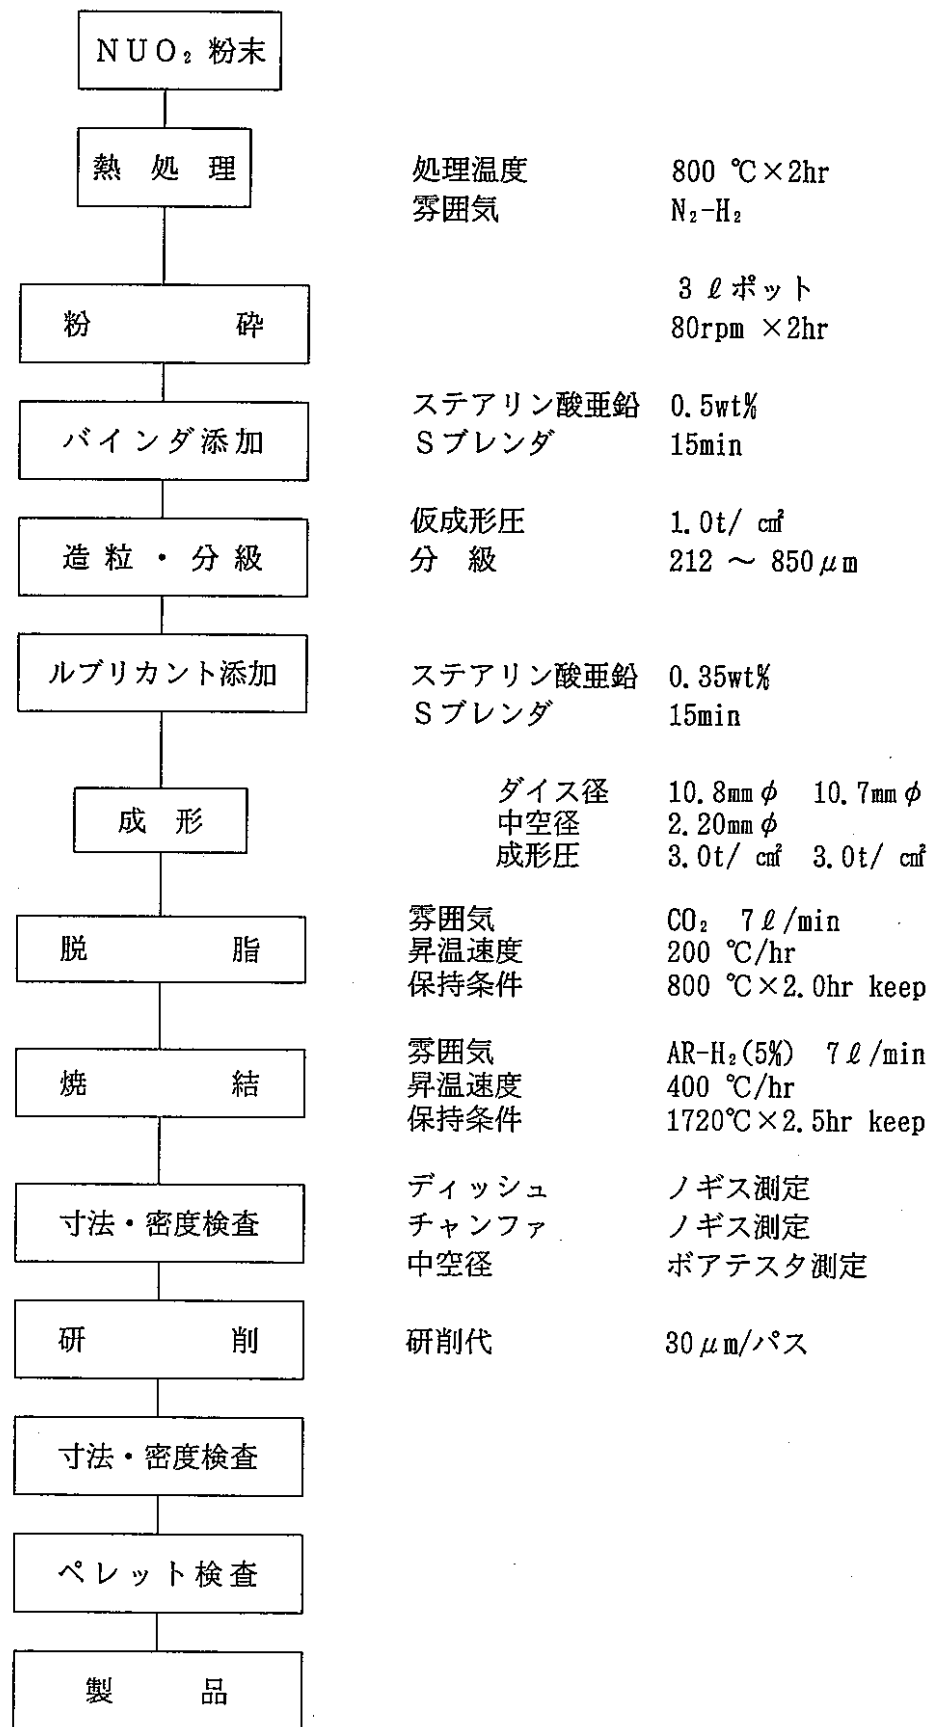 NUO₂ 粉末
熱 処 理
処理温度 800 ℃×2hr
雰囲気 N₂-H₂
粉 砕
3 ℓポット
80rpm ×2hr
バインダ添加
ステアリン酸亜鉛 0.5wt%
Sブレンダ 15min
造粒・分級
仮成形圧 1.0t/ ㎠
分 級 212 ～ 850μm
ルブリカント添加
ステアリン酸亜鉛 0.35wt%
Sブレンダ 15min
成 形
ダイス径 10.8㎜φ 10.7㎜φ
中空径 2.20㎜φ
成形圧 3.0t/ ㎠ 3.0t/ ㎠
脱 脂
雰囲気 CO₂ 7ℓ/min
昇温速度 200 ℃/hr
保持条件 800 ℃×2.0hr keep
焼 結
雰囲気 AR-H₂(5%) 7ℓ/min
昇温速度 400 ℃/hr
保持条件 1720℃×2.5hr keep
寸法・密度検査
ディッシュ ノギス測定
チャンファ ノギス測定
中空径 ボアテスタ測定
研 削
研削代 30μm/パス
寸法・密度検査
ペレット検査
製 品